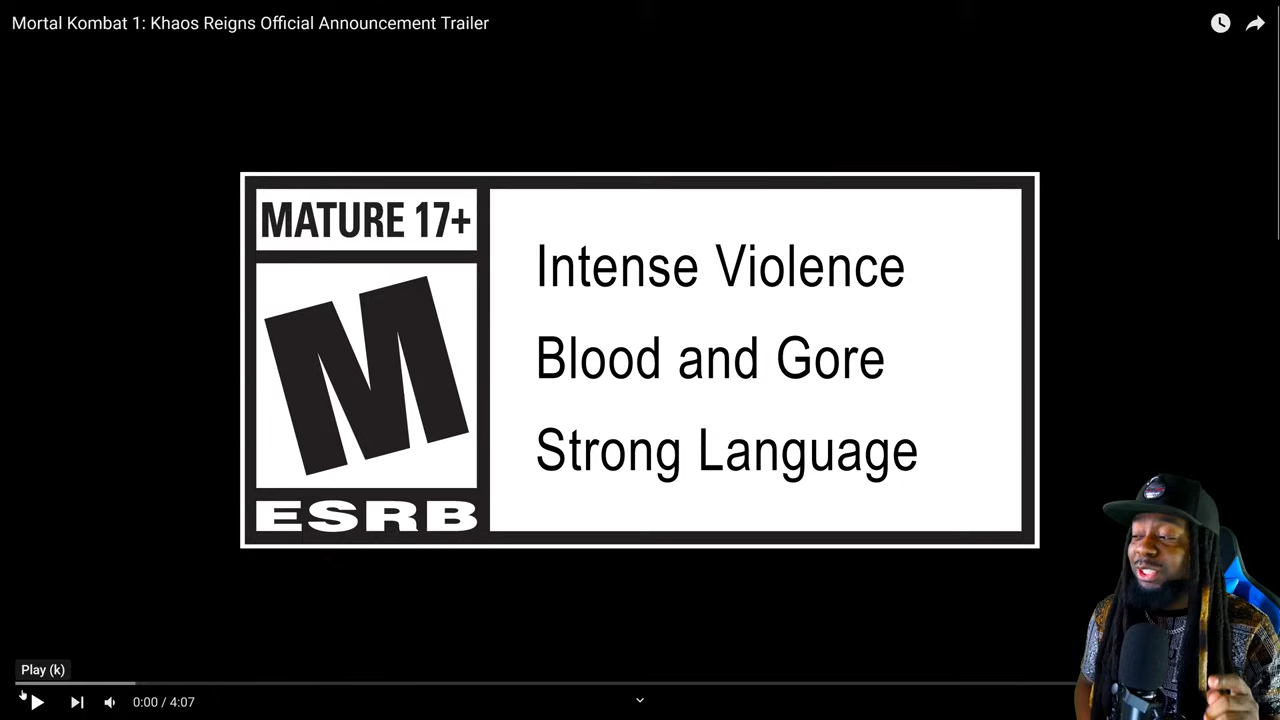 Mortal Kombat 1: Khaos Reigns Official Announcement Trailer
MATURE 17+
M
ESRB
Intense Violence
Blood and Gore
Strong Language
Play (k)
0:00 / 4:07